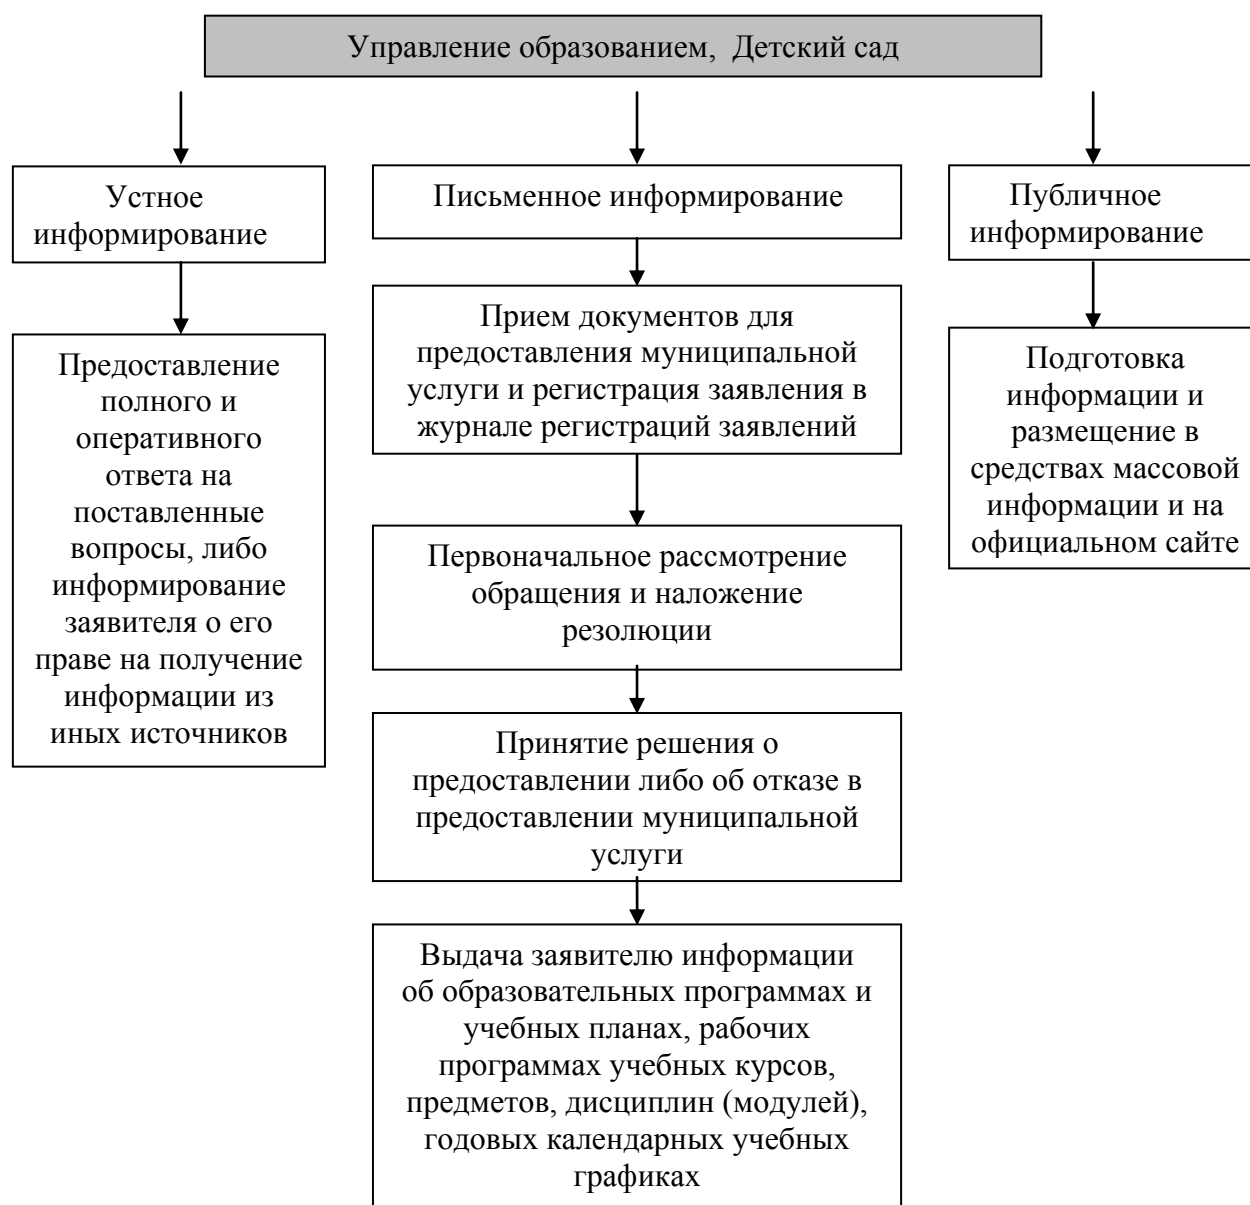 Управление образованием,  Детский сад
Устное
информирование
Письменное информирование
Публичное
информирование
Предоставление
полного и
оперативного
ответа на
поставленные
вопросы, либо
информирование
заявителя о его
праве на получение
информации из
иных источников
Прием документов для
предоставления муниципальной
услуги и регистрация заявления в
журнале регистраций заявлений
Первоначальное рассмотрение
обращения и наложение
резолюции
Принятие решения о
предоставлении либо об отказе в
предоставлении муниципальной
услуги
Выдача заявителю информации
об образовательных программах и
учебных планах, рабочих
программах учебных курсов,
предметов, дисциплин (модулей),
годовых календарных учебных
графиках
Подготовка
информации и
размещение в
средствах массовой
информации и на
официальном сайте